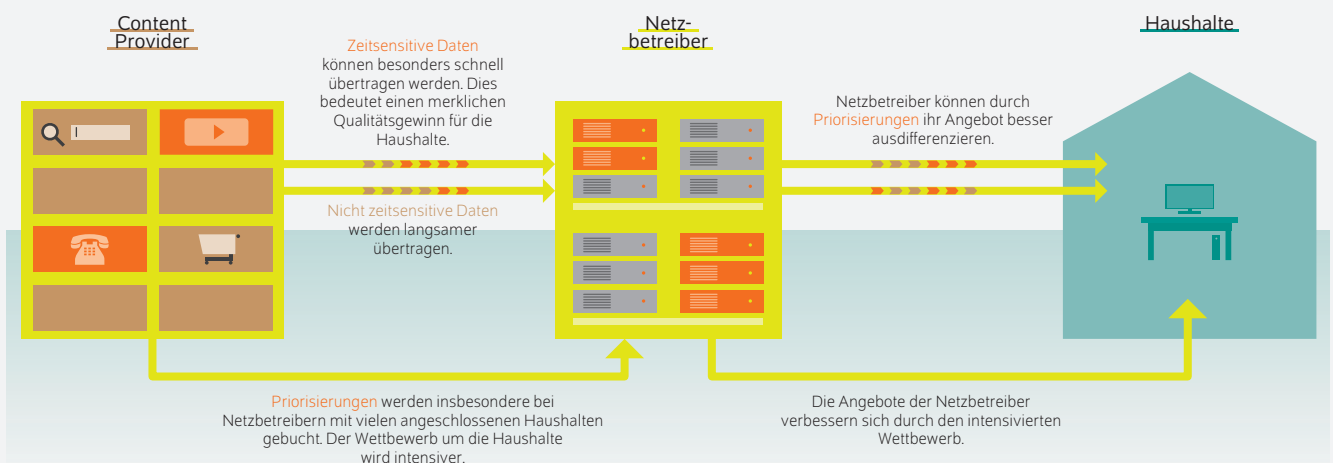 Content
Provider
Netz-
betreiber
Haushalte
Zeitsensitive Daten
können besonders schnell
übertragen werden. Dies
bedeutet einen merklichen
Qualitätsgewinn für die
Haushalte.
Netzbetreiber können durch
Priorisierungen ihr Angebot besser
ausdifferenzieren.
Nicht zeitsensitive Daten
werden langsamer
übertragen.
Priorisierungen werden insbesondere bei
Netzbetreibern mit vielen angeschlossenen Haushalten
gebucht. Der Wettbewerb um die Haushalte
wird intensiver.
Die Angebote der Netzbetreiber
verbessern sich durch den intensivierten
Wettbewerb.